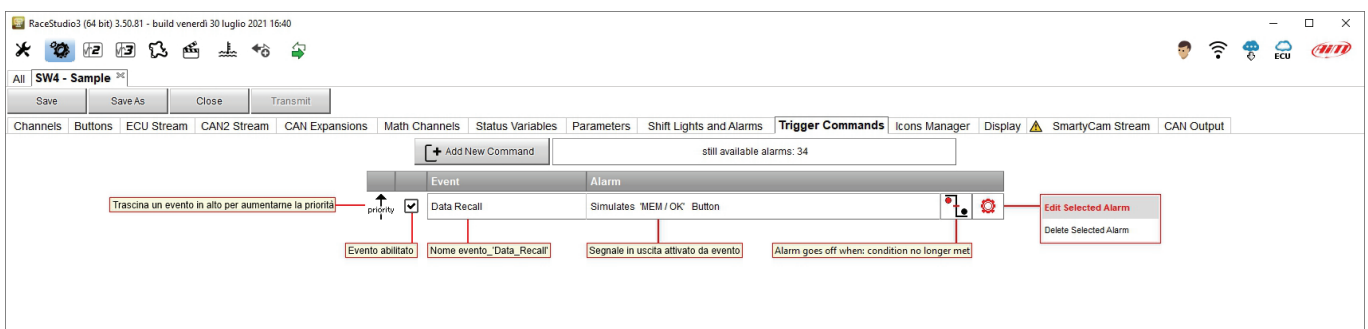 RaceStudio3 (64 bit) 3.50.81 - build venerdì 30 luglio 2021 16:40
ECU AiM
All SW4 - Sample
Save Save As Close Transmit
Channels Buttons ECU Stream CAN2 Stream CAN Expansions Math Channels Status Variables Parameters Shift Lights and Alarms Trigger Commands Icons Manager Display SmartyCam Stream CAN Output
Add New Command still available alarms: 34
Event Alarm
Trascina un evento in alto per aumentarne la priorità priority Data Recall Simulates 'MEM / OK' Button Edit Selected Alarm
Delete Selected Alarm
Evento abilitato Nome evento_'Data_Recall' Segnale in uscita attivato da evento Alarm goes off when: condition no longer met